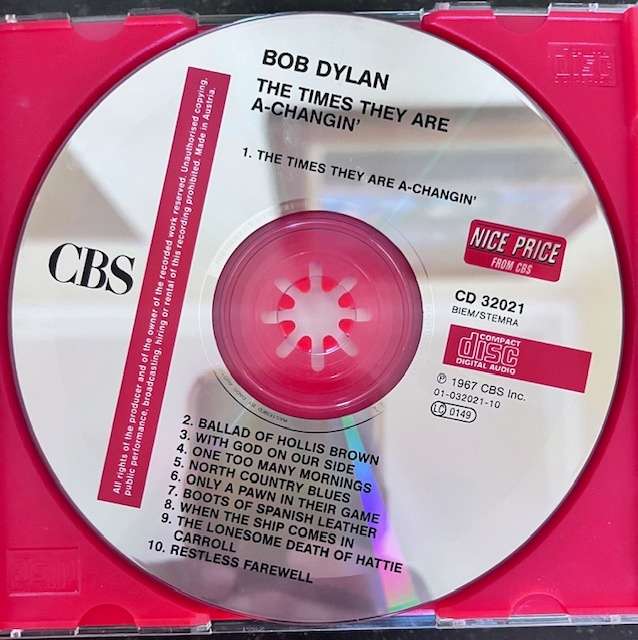 BOB DYLAN
THE TIMES THEY ARE
A-CHANGIN'
1. THE TIMES THEY ARE A-CHANGIN'
All rights of the producer and of the owner of the recorded work reserved. Unauthorised copying,
public performance, broadcasting, hiring or rental of this recording prohibited. Made in Austria.
CBS
NICE PRICE
FROM CBS
CD 32021
BIEM/STEMRA
COMPACT
disc
DIGITAL AUDIO
℗ 1967 CBS Inc.
01-032021-10
LC 0149
2. BALLAD OF HOLLIS BROWN
3. WITH GOD ON OUR SIDE
4. ONE TOO MANY MORNINGS
5. NORTH COUNTRY BLUES
6. ONLY A PAWN IN THEIR GAME
7. BOOTS OF SPANISH LEATHER
8. WHEN THE SHIP COMES IN
9. THE LONESOME DEATH OF HATTIE
CARROLL
10. RESTLESS FAREWELL
disc